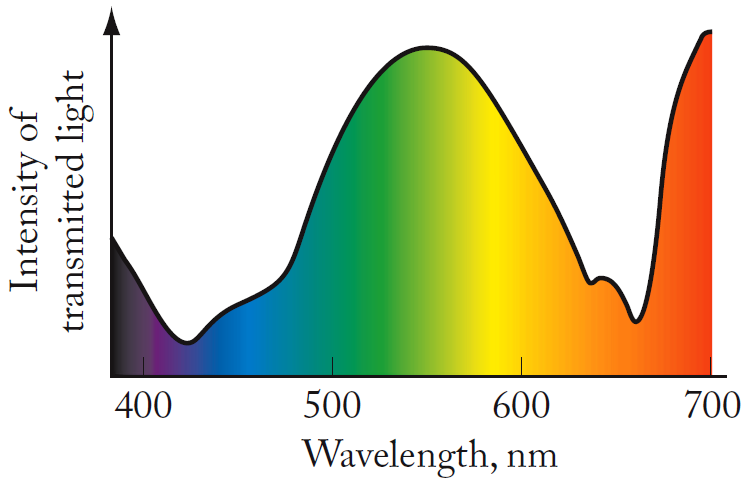 Intensity of
transmitted light
400 500 600 700
Wavelength, nm